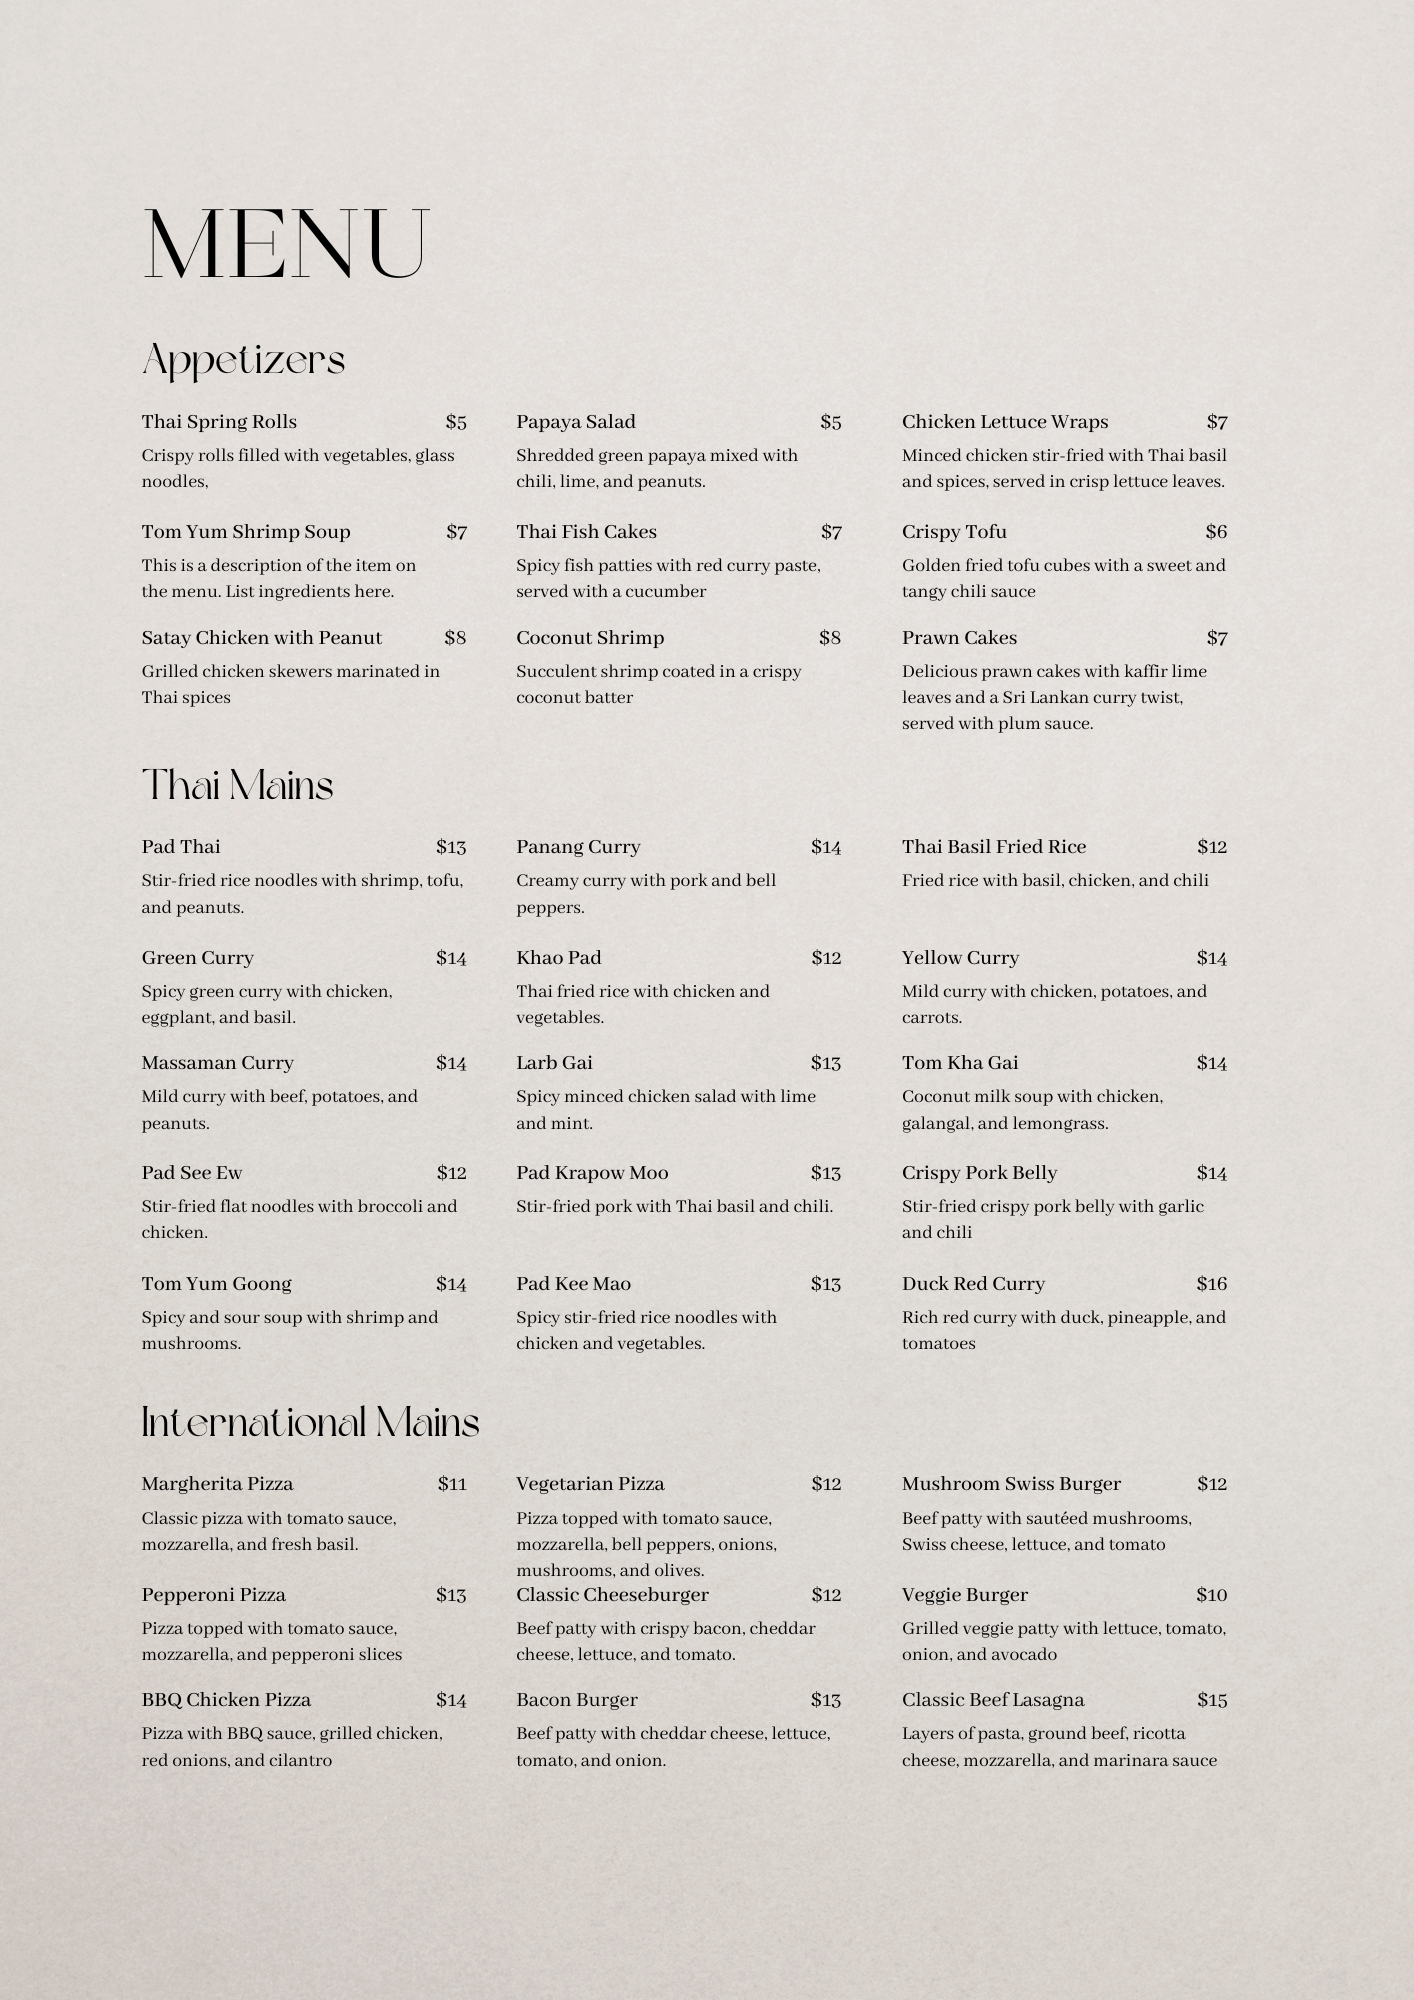 MENU
Appetizers
Thai Spring Rolls $5
Crispy rolls filled with vegetables, glass
noodles,
Papaya Salad $5
Shredded green papaya mixed with
chili, lime, and peanuts.
Chicken Lettuce Wraps $7
Minced chicken stir-fried with Thai basil
and spices, served in crisp lettuce leaves.
Tom Yum Shrimp Soup $7
This is a description of the item on
the menu. List ingredients here.
Thai Fish Cakes $7
Spicy fish patties with red curry paste,
served with a cucumber
Crispy Tofu $6
Golden fried tofu cubes with a sweet and
tangy chili sauce
Satay Chicken with Peanut $8
Grilled chicken skewers marinated in
Thai spices
Coconut Shrimp $8
Succulent shrimp coated in a crispy
coconut batter
Prawn Cakes $7
Delicious prawn cakes with kaffir lime
leaves and a Sri Lankan curry twist,
served with plum sauce.
Thai Mains
Pad Thai $13
Stir-fried rice noodles with shrimp, tofu,
and peanuts.
Panang Curry $14
Creamy curry with pork and bell
peppers.
Thai Basil Fried Rice $12
Fried rice with basil, chicken, and chili
Green Curry $14
Spicy green curry with chicken,
eggplant, and basil.
Khao Pad $12
Thai fried rice with chicken and
vegetables.
Yellow Curry $14
Mild curry with chicken, potatoes, and
carrots.
Massaman Curry $14
Mild curry with beef, potatoes, and
peanuts.
Larb Gai $13
Spicy minced chicken salad with lime
and mint.
Tom Kha Gai $14
Coconut milk soup with chicken,
galangal, and lemongrass.
Pad See Ew $12
Stir-fried flat noodles with broccoli and
chicken.
Pad Krapow Moo $13
Stir-fried pork with Thai basil and chili.
Crispy Pork Belly $14
Stir-fried crispy pork belly with garlic
and chili
Tom Yum Goong $14
Spicy and sour soup with shrimp and
mushrooms.
Pad Kee Mao $13
Spicy stir-fried rice noodles with
chicken and vegetables.
Duck Red Curry $16
Rich red curry with duck, pineapple, and
tomatoes
International Mains
Margherita Pizza $11
Classic pizza with tomato sauce,
mozzarella, and fresh basil.
Vegetarian Pizza $12
Pizza topped with tomato sauce,
mozzarella, bell peppers, onions,
mushrooms, and olives.
Mushroom Swiss Burger $12
Beef patty with sautéed mushrooms,
Swiss cheese, lettuce, and tomato
Pepperoni Pizza $13
Pizza topped with tomato sauce,
mozzarella, and pepperoni slices
Classic Cheeseburger $12
Beef patty with crispy bacon, cheddar
cheese, lettuce, and tomato.
Veggie Burger $10
Grilled veggie patty with lettuce, tomato,
onion, and avocado
BBQ Chicken Pizza $14
Pizza with BBQ sauce, grilled chicken,
red onions, and cilantro
Bacon Burger $13
Beef patty with cheddar cheese, lettuce,
tomato, and onion.
Classic Beef Lasagna $15
Layers of pasta, ground beef, ricotta
cheese, mozzarella, and marinara sauce